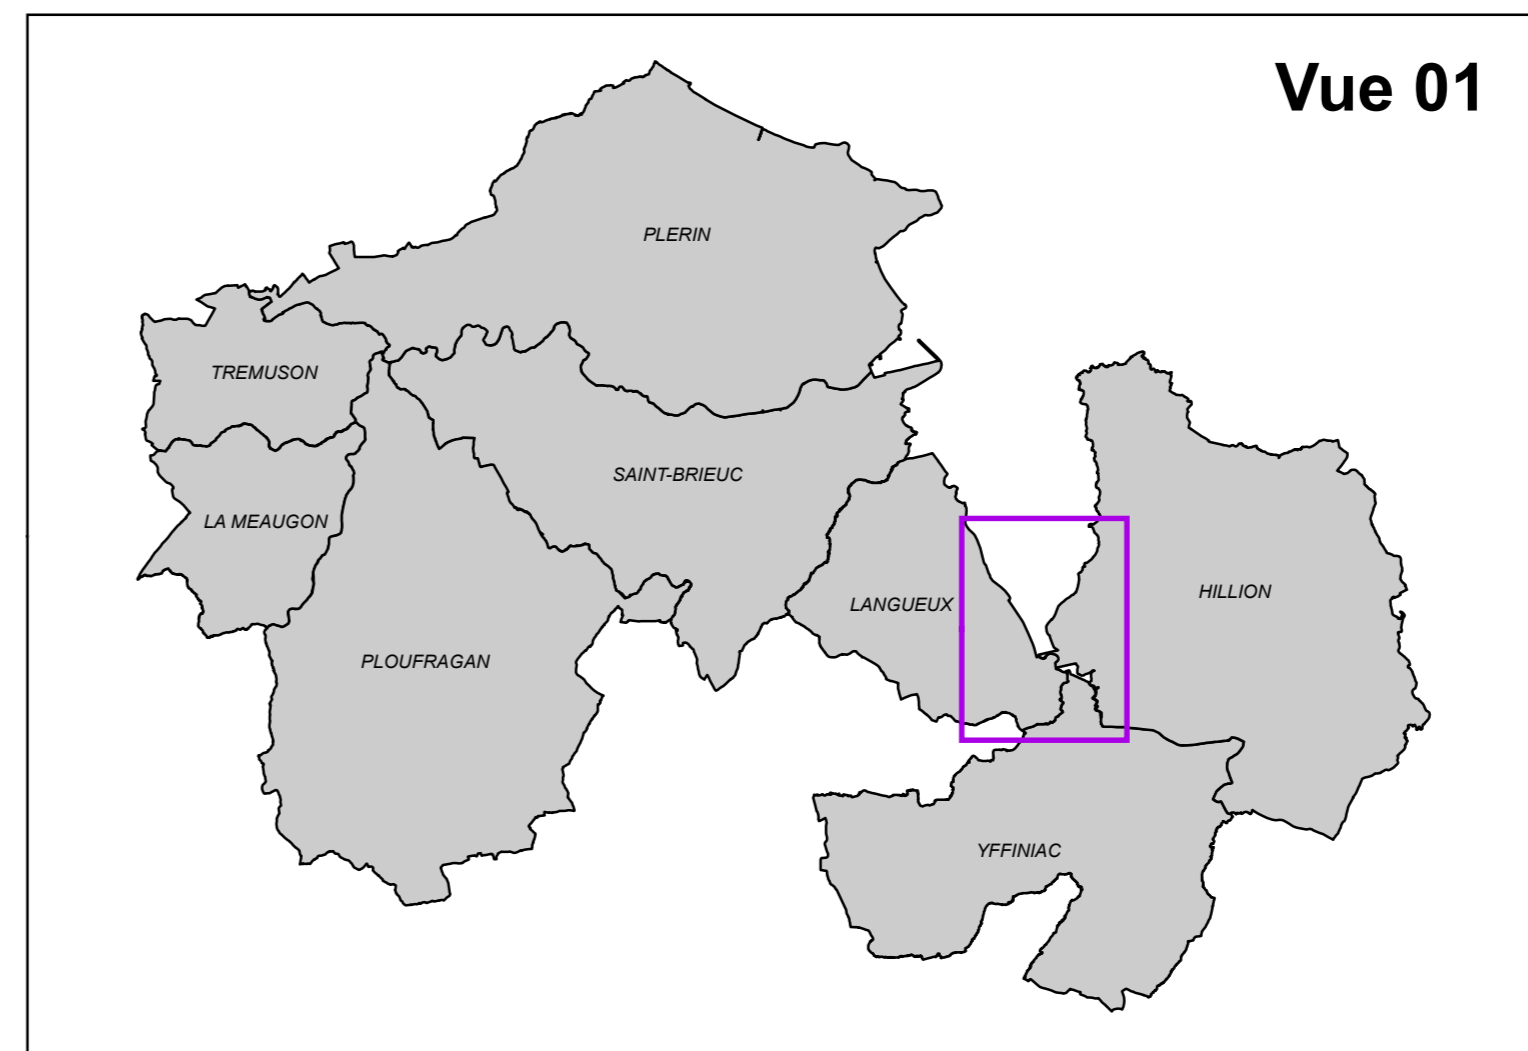 Vue 01
PLERIN
TREMUSON
SAINT-BRIEUC
LA MEAUGON
HILLION
LANGUEUX
PLOUFRAGAN
YFFINIAC